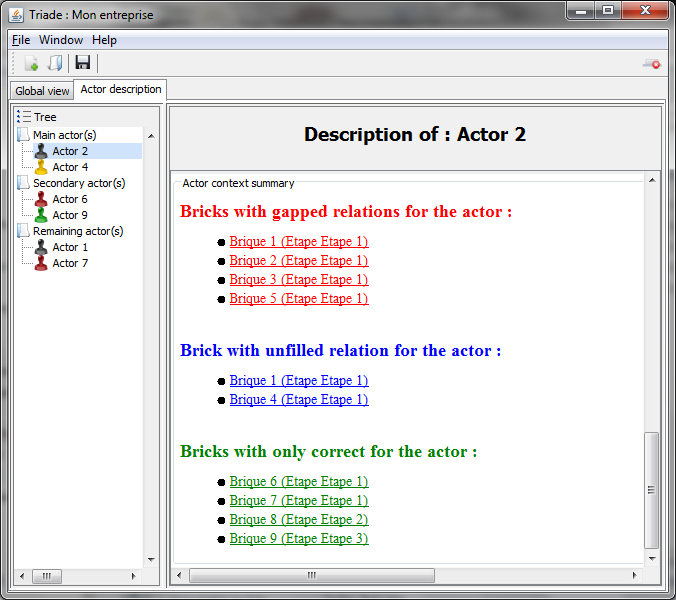 Triade : Mon entreprise
File Window Help
Global view Actor description
Tree
Main actor(s)
Actor 2
Actor 4
Secondary actor(s)
Actor 6
Actor 9
Remaining actor(s)
Actor 1
Actor 7
Description of : Actor 2
Actor context summary
Bricks with gapped relations for the actor :
Brique 1 (Etape Etape 1)
Brique 2 (Etape Etape 1)
Brique 3 (Etape Etape 1)
Brique 5 (Etape Etape 1)
Brick with unfilled relation for the actor :
Brique 1 (Etape Etape 1)
Brique 4 (Etape Etape 1)
Bricks with only correct for the actor :
Brique 6 (Etape Etape 1)
Brique 7 (Etape Etape 1)
Brique 8 (Etape Etape 2)
Brique 9 (Etape Etape 3)